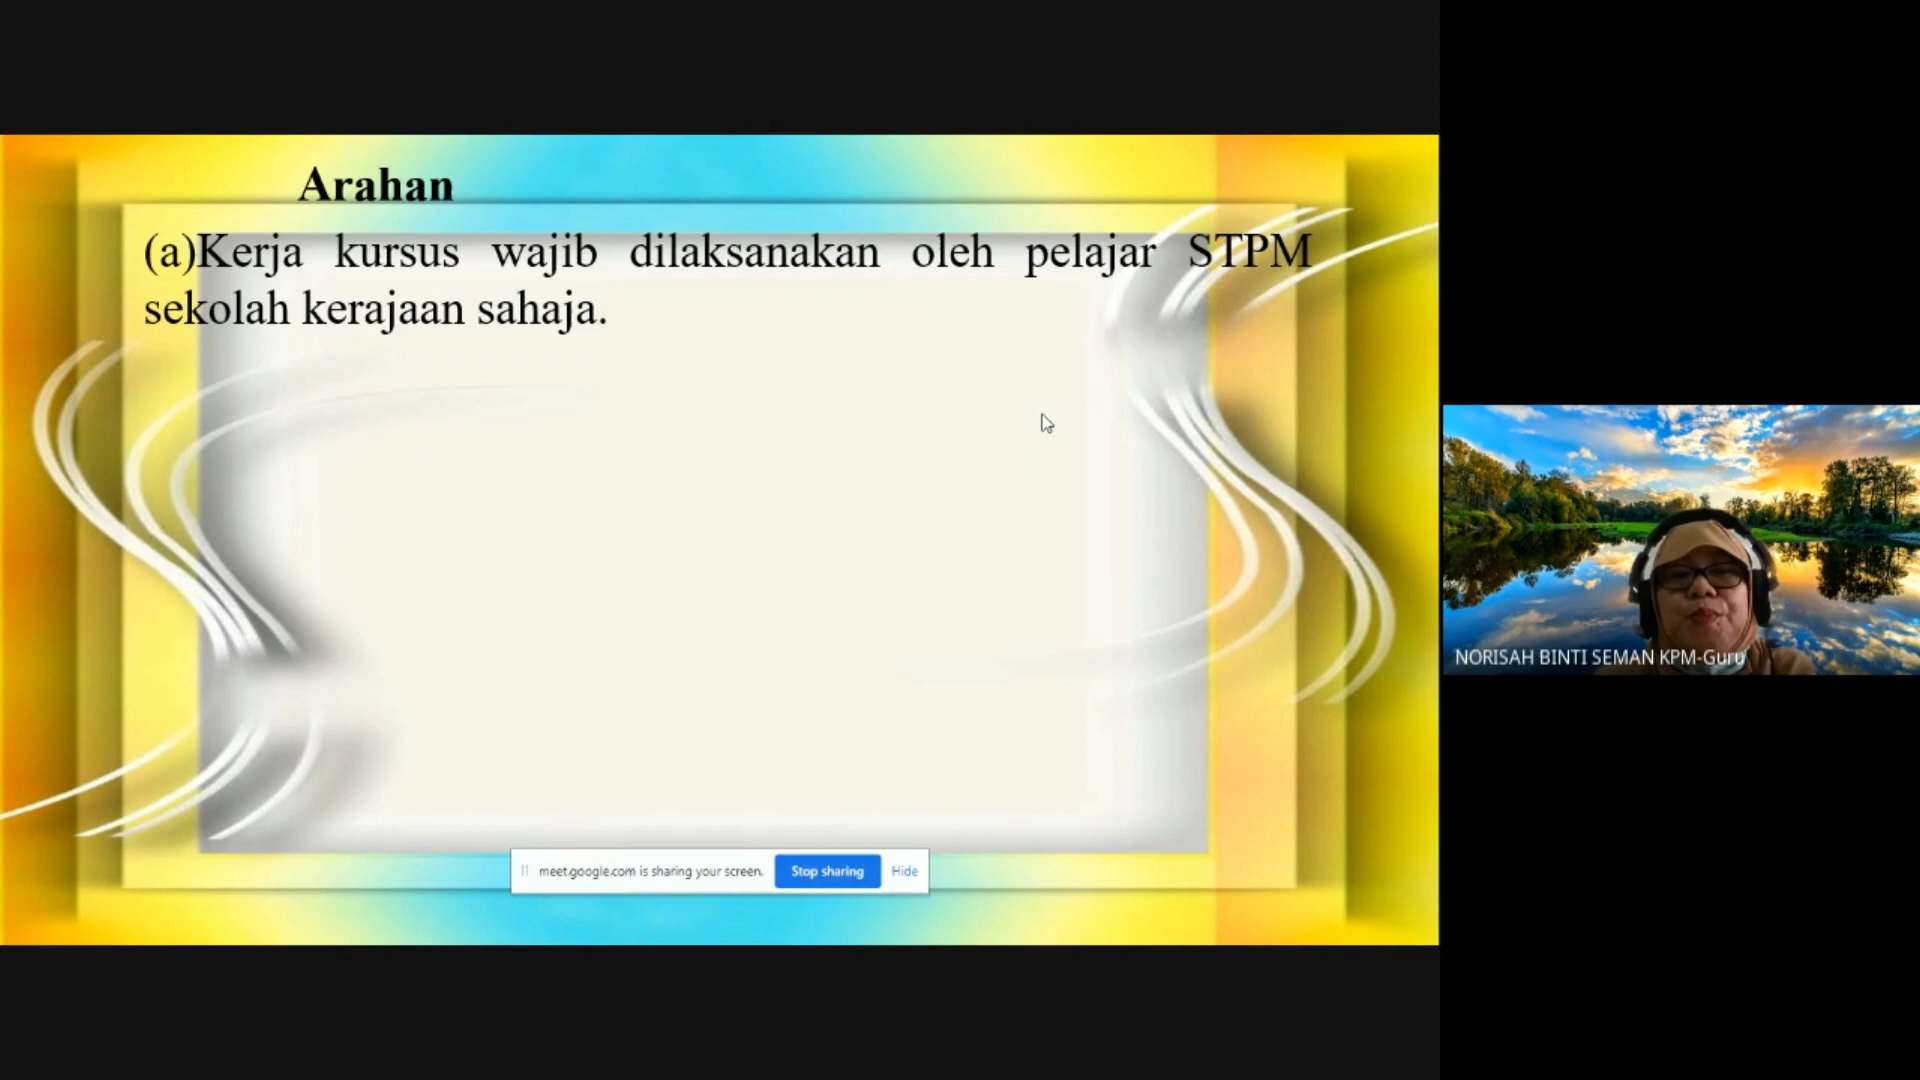 Arahan
(a)Kerja kursus wajib dilaksanakan oleh pelajar STPM
sekolah kerajaan sahaja.
meet.google.com is sharing your screen. Stop sharing Hide
NORISAH BINTI SEMAN KPM-Guru